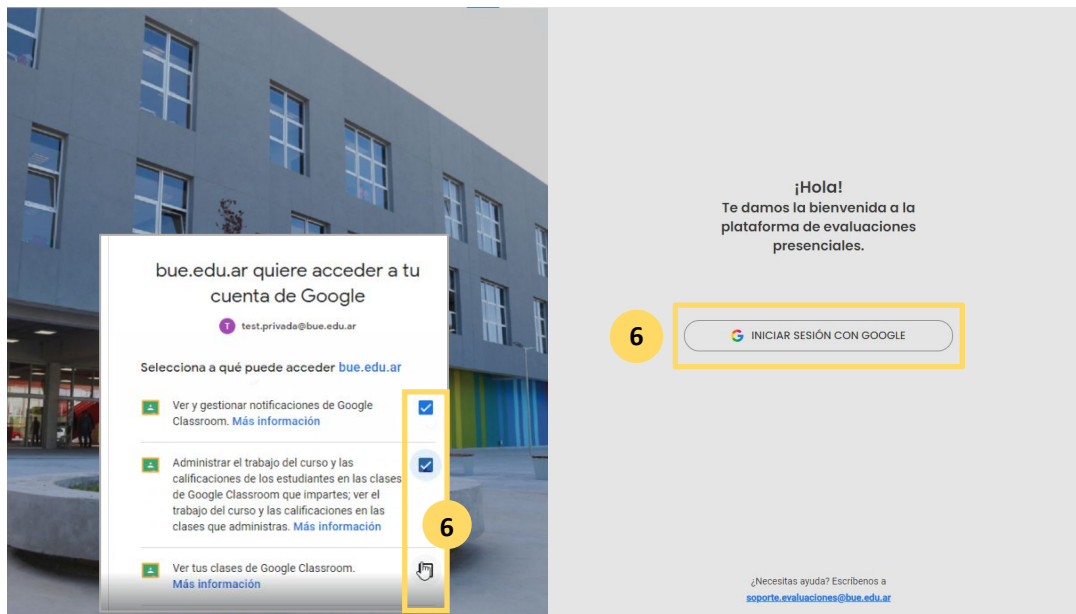 bue.edu.ar quiere acceder a tu
cuenta de Google
T test.privada@bue.edu.ar
Selecciona a qué puede acceder bue.edu.ar
Ver y gestionar notificaciones de Google
Classroom. Más información
Administrar el trabajo del curso y las
calificaciones de los estudiantes en las clases
de Google Classroom que impartes; ver el
trabajo del curso y las calificaciones en las
clases que administras. Más información
6
Ver tus clases de Google Classroom.
Más información
¡Hola!
Te damos la bienvenida a la
plataforma de evaluaciones
presenciales.
6
G INICIAR SESIÓN CON GOOGLE
¿Necesitas ayuda? Escribenos a
soporte.evaluaciones@bue.edu.ar